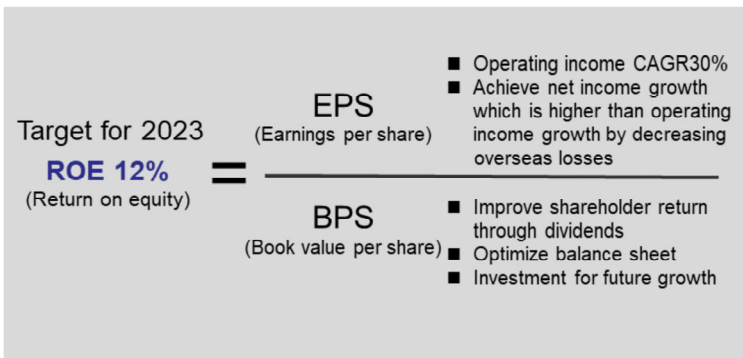 Target for 2023
ROE 12%
(Return on equity)
=
EPS
(Earnings per share)
■ Operating income CAGR30%
■ Achieve net income growth
which is higher than operating
income growth by decreasing
overseas losses
BPS
(Book value per share)
■ Improve shareholder return
through dividends
■ Optimize balance sheet
■ Investment for future growth